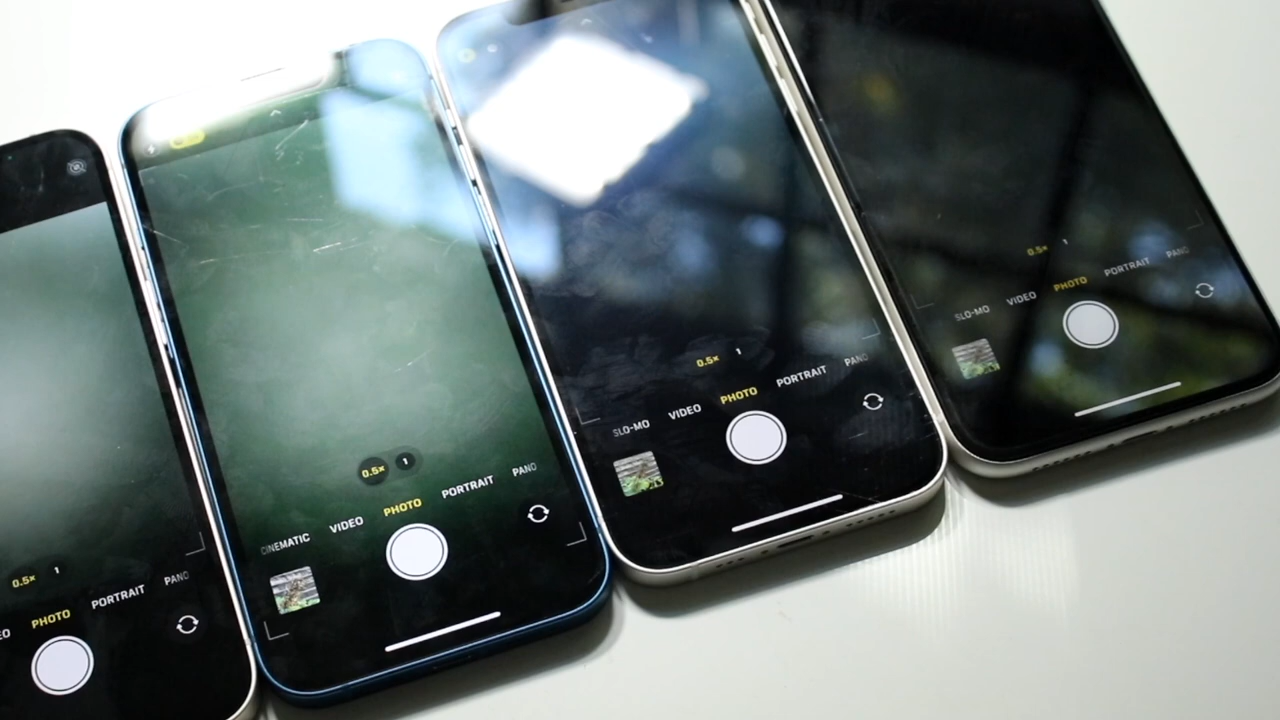 0.5× 1
PHOTO PORTRAIT PANO
0.5× 1
CINEMATIC VIDEO PHOTO PORTRAIT PANO
0.5× 1
SLO-MO VIDEO PHOTO PORTRAIT PANO
0.5× 1
SLO-MO VIDEO PHOTO PORTRAIT PANO